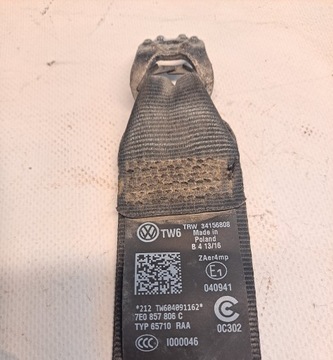 TW6
TRW 34156808
Made in
Poland
B 4 13/16
ZAer4mp
E1
040941
*212 TW604091162*
7E0 857 806 C
TYP 65710 RAA
0C302
CCC I000046